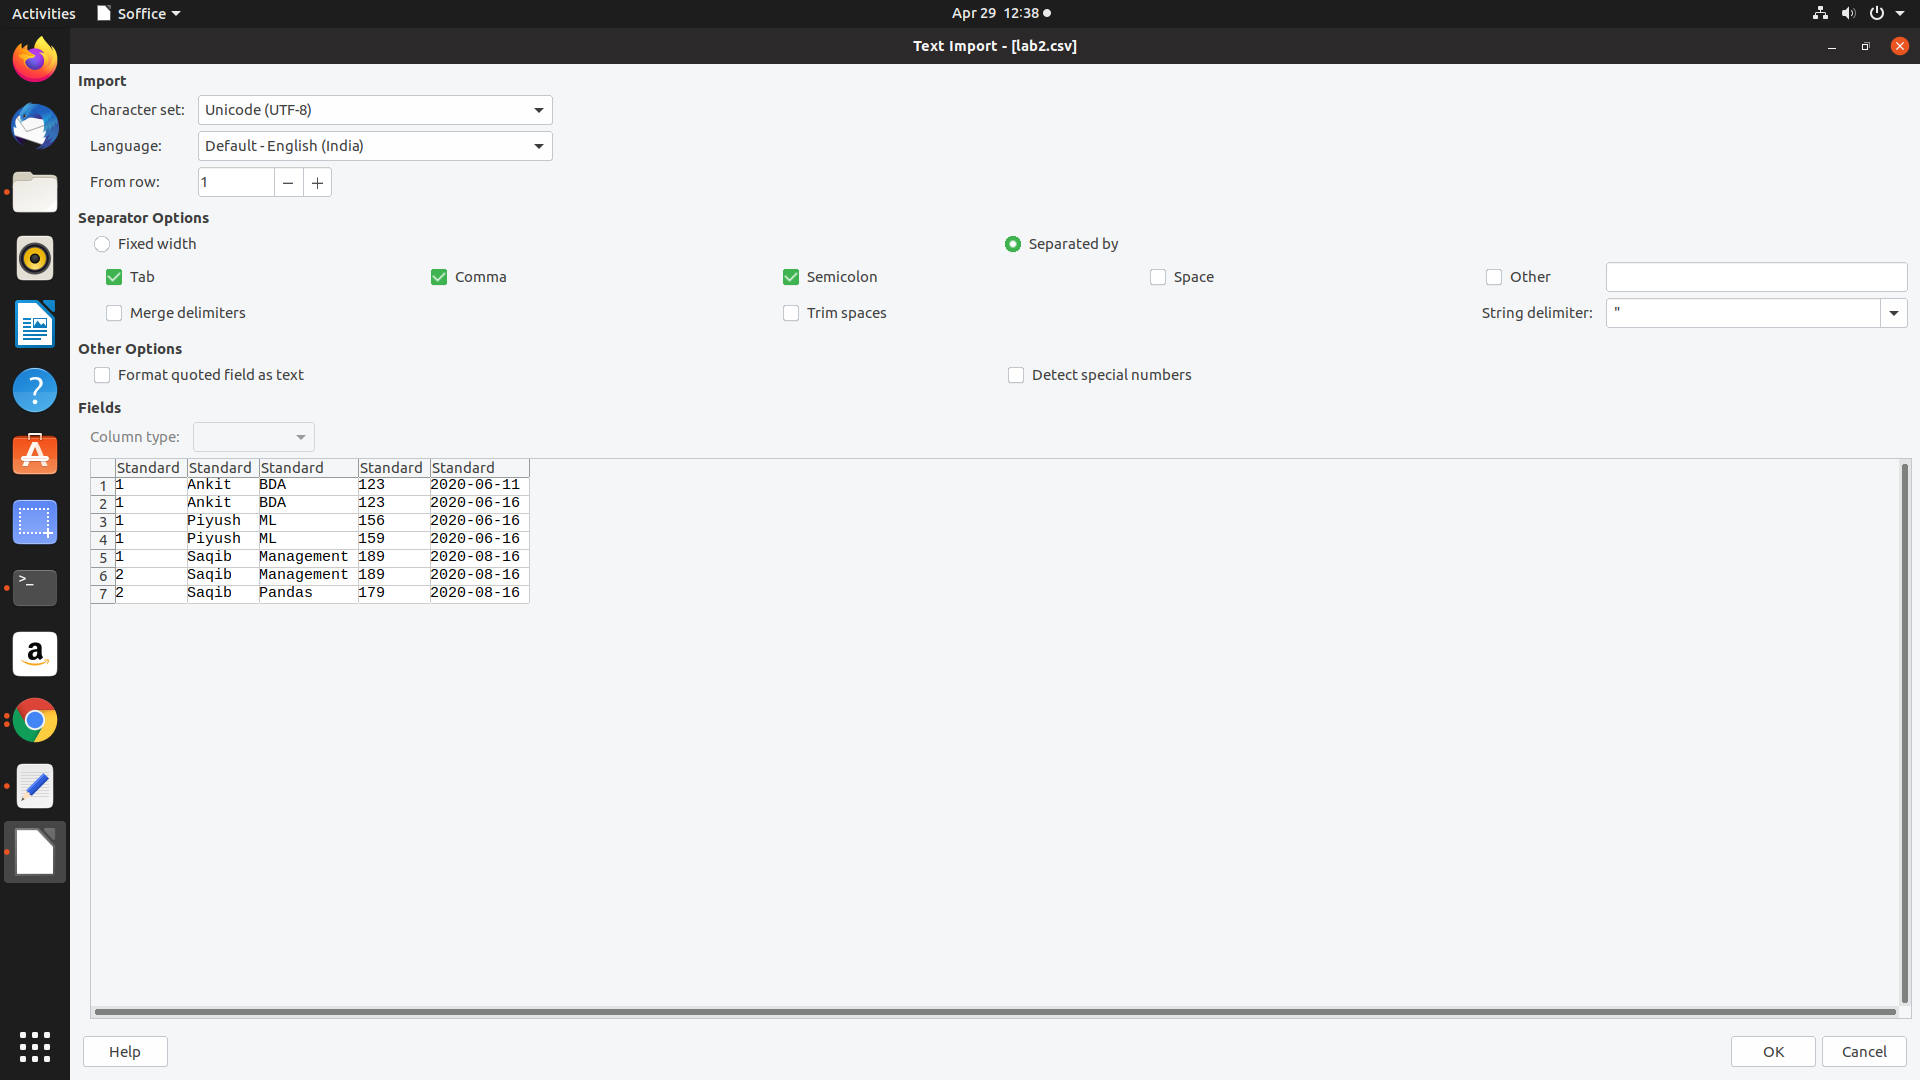 Activities Soffice Apr 29 12:38
Text Import - [lab2.csv]
Import
Character set: Unicode (UTF-8)
Language: Default - English (India)
From row: 1
Separator Options
Fixed width Separated by
Tab Comma Semicolon Space Other
Merge delimiters Trim spaces String delimiter: "
Other Options
Format quoted field as text Detect special numbers
Fields
Column type:
Standard Standard Standard Standard Standard
1 1 Ankit BDA 123 2020-06-11
2 1 Ankit BDA 123 2020-06-16
3 1 Piyush ML 156 2020-06-16
4 1 Piyush ML 159 2020-06-16
5 1 Saqib Management 189 2020-08-16
6 2 Saqib Management 189 2020-08-16
7 2 Saqib Pandas 179 2020-08-16
Help OK Cancel